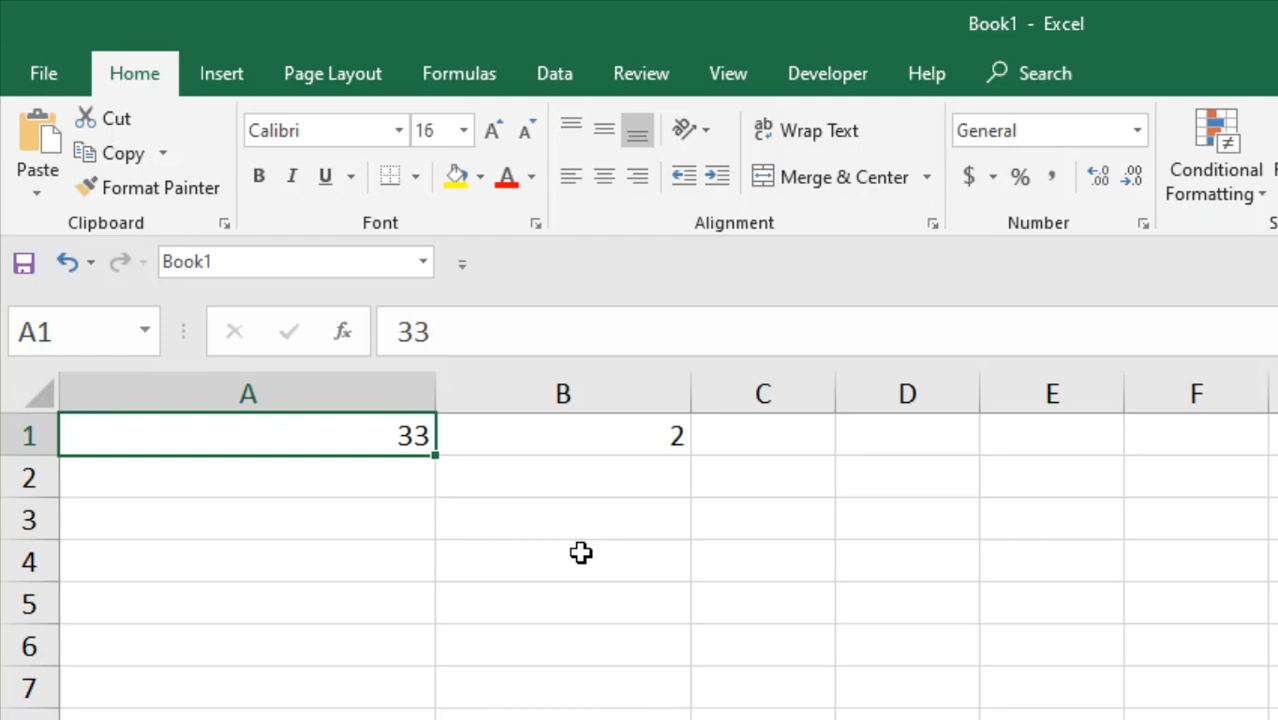 Book1 - Excel
File Home Insert Page Layout Formulas Data Review View Developer Help Search
Cut
Copy
Format Painter
Paste
Calibri 16
B I U
Wrap Text
Merge & Center
General
$ % ,
Conditional
Formatting
Clipboard Font Alignment Number
Book1
A1 fx 33
A B C D E F
1 33 2
2
3
4
5
6
7